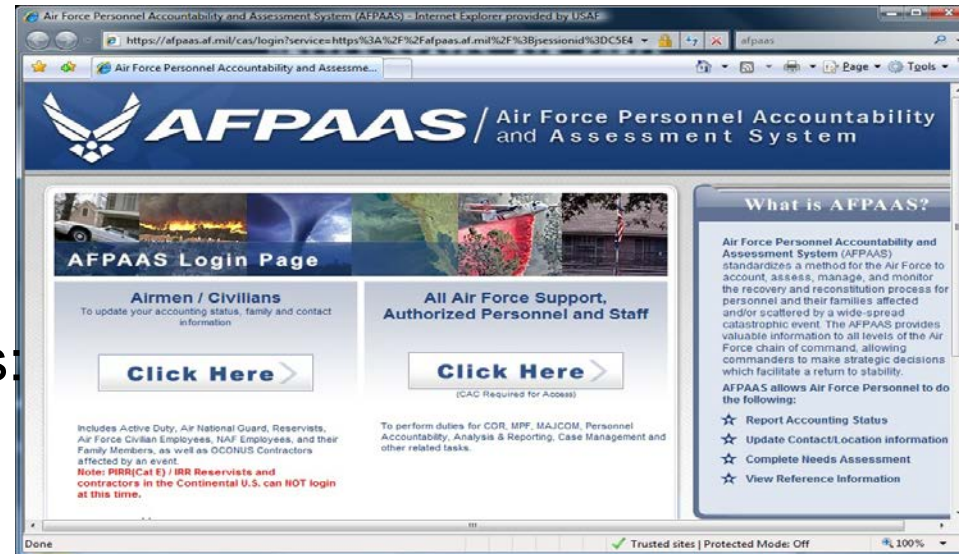 Air Force Personnel Accountability and Assessment System (AFPAAS) - Internet Explorer provided by USAF
https://afpaas.af.mil/cas/login?service=https%3A%2F%2Fafpaas.af.mil%2F%3Bjsessionid%3DC5E4
afpaas
Air Force Personnel Accountability and Assessme...
Page
Tools
AFPAAS / Air Force Personnel Accountability
and Assessment System
AFPAAS Login Page
Airmen / Civilians
To update your accounting status, family and contact
information
Click Here
Includes Active Duty, Air National Guard, Reservists,
Air Force Civilian Employees, NAF Employees, and their
Family Members, as well as OCONUS Contractors
affected by an event.
Note: PIRR(Cat E) / IRR Reservists and
contractors in the Continental U.S. can NOT login
at this time.
All Air Force Support,
Authorized Personnel and Staff
Click Here
(CAC Required for Access)
To perform duties for COR, MPF, MAJCOM, Personnel
Accountability, Analysis & Reporting, Case Management and
other related tasks.
What is AFPAAS?
Air Force Personnel Accountability and
Assessment System (AFPAAS)
standardizes a method for the Air Force to
account, assess, manage, and monitor
the recovery and reconstitution process for
personnel and their families affected
and/or scattered by a wide-spread
catastrophic event. The AFPAAS provides
valuable information to all levels of the Air
Force chain of command, allowing
commanders to make strategic decisions
which facilitate a return to stability.
AFPAAS allows Air Force Personnel to do
the following:
Report Accounting Status
Update Contact/Location information
Complete Needs Assessment
View Reference Information
s:
Done
Trusted sites | Protected Mode: Off
100%